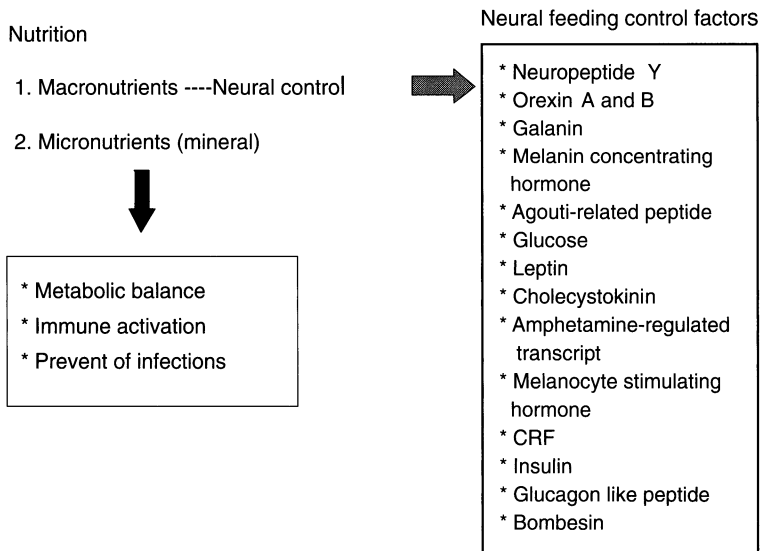 Nutrition
1. Macronutrients ----Neural control
2. Micronutrients (mineral)
* Metabolic balance
* Immune activation
* Prevent of infections
Neural feeding control factors
* Neuropeptide Y
* Orexin A and B
* Galanin
* Melanin concentrating
hormone
* Agouti-related peptide
* Glucose
* Leptin
* Cholecystokinin
* Amphetamine-regulated
transcript
* Melanocyte stimulating
hormone
* CRF
* Insulin
* Glucagon like peptide
* Bombesin